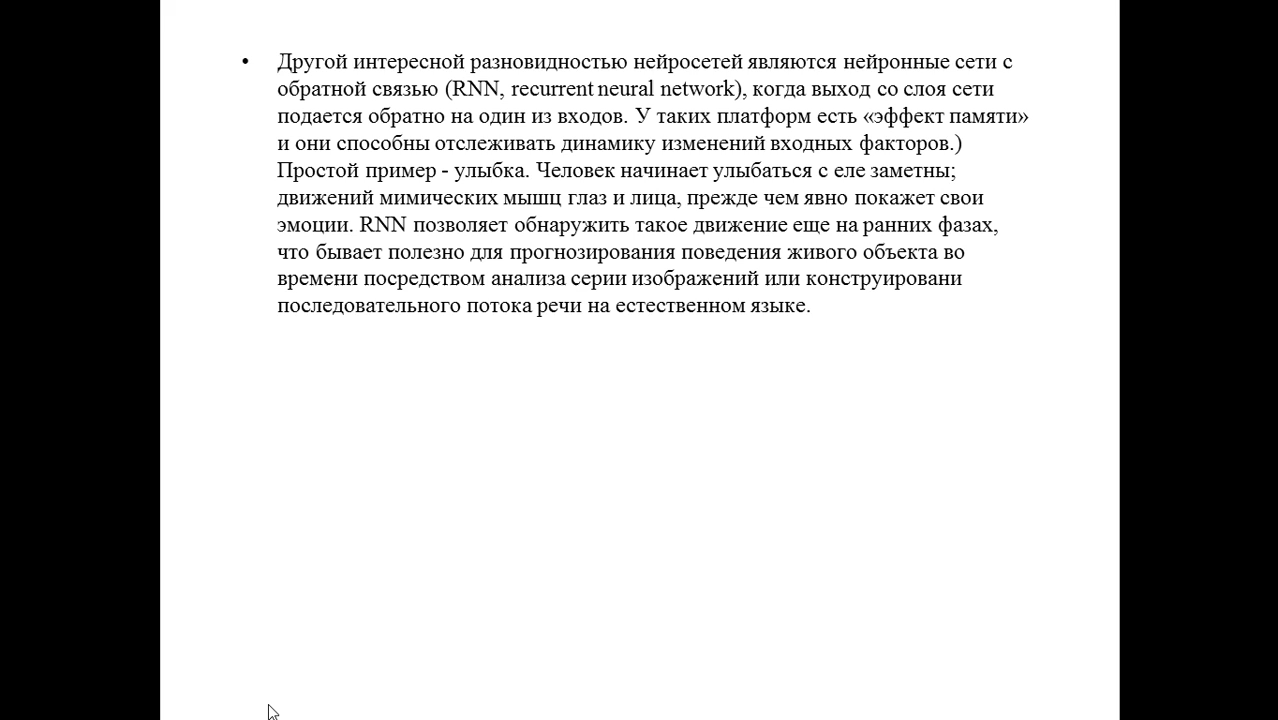 • Другой интересной разновидностью нейросетей являются нейронные сети с
обратной связью (RNN, recurrent neural network), когда выход со слоя сети
подается обратно на один из входов. У таких платформ есть «эффект памяти»
и они способны отслеживать динамику изменений входных факторов.)
Простой пример - улыбка. Человек начинает улыбаться с еле заметны;
движений мимических мышц глаз и лица, прежде чем явно покажет свои
эмоции. RNN позволяет обнаружить такое движение еще на ранних фазах,
что бывает полезно для прогнозирования поведения живого объекта во
времени посредством анализа серии изображений или конструировани
последовательного потока речи на естественном языке.